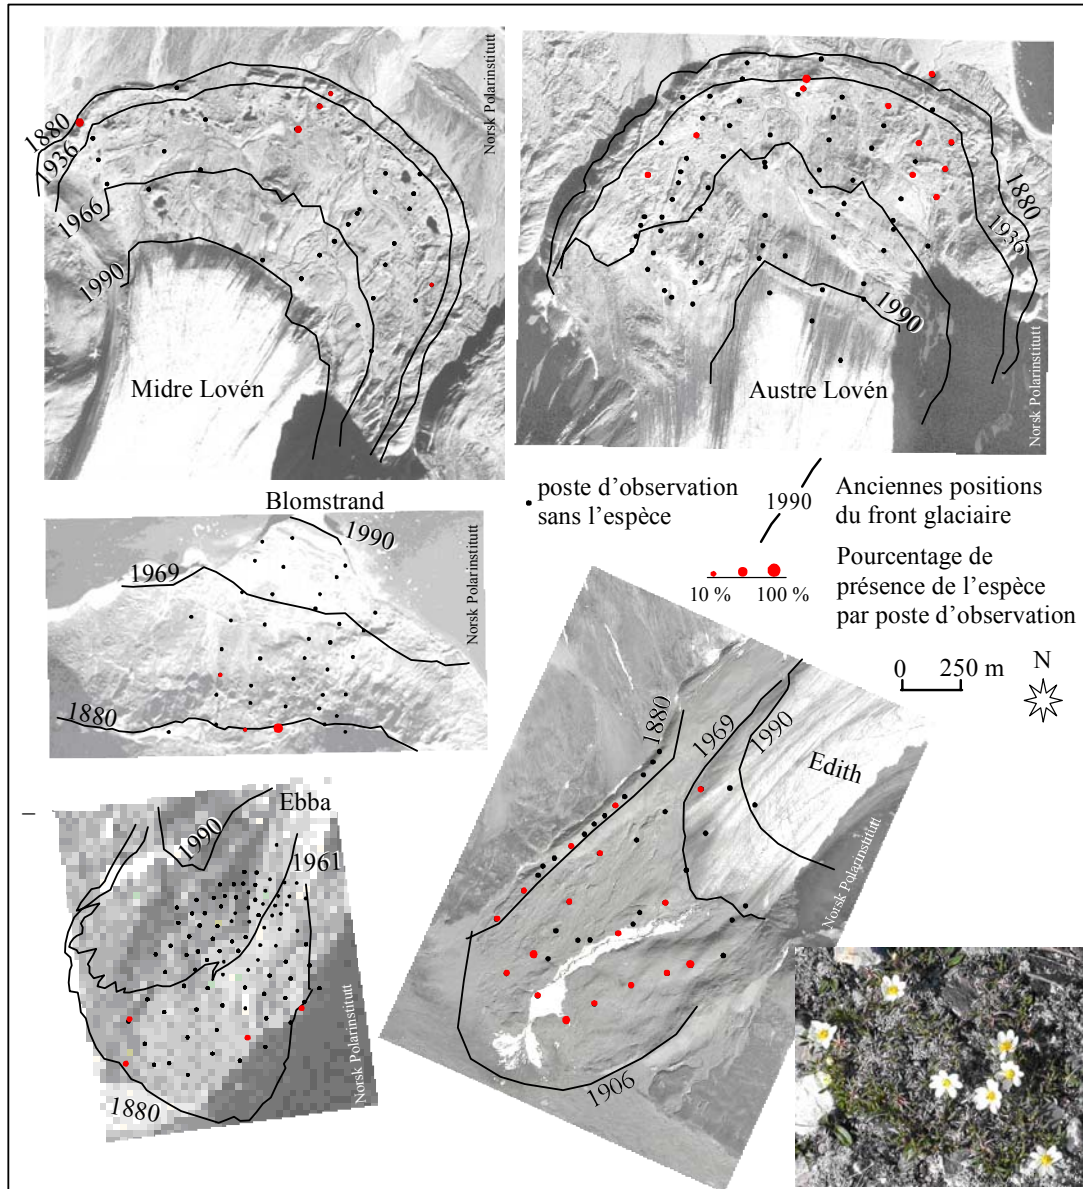 Norsk Polarinstitutt
1880
1936
1966
1990
Midre Lovén
Norsk Polarinstitutt
1880
1936
1990
Austre Lovén
Blomstrand
1990
1969
Norsk Polarinstitutt
1880
poste d'observation
sans l'espèce
1990
Anciennes positions
du front glaciaire
10 %
100 %
Pourcentage de
présence de l'espèce
par poste d'observation
0 250 m
N
Ebba
1990
1961
Norsk Polarinstitutt
1880
1880
1969
1990
Edith
Norsk Polarinstitutt
1906